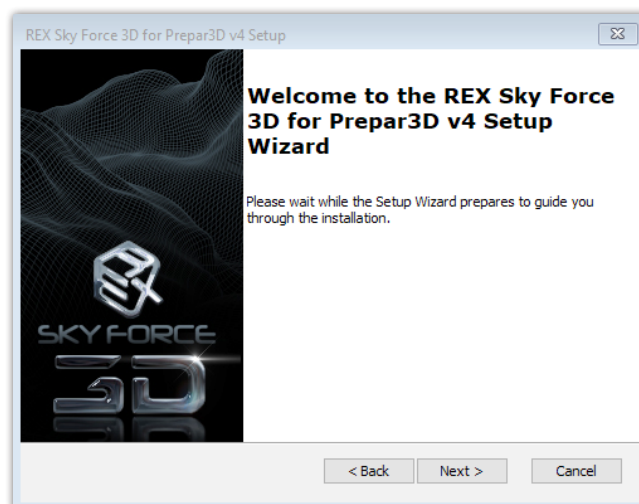 REX Sky Force 3D for Prepar3D v4 Setup
Welcome to the REX Sky Force
3D for Prepar3D v4 Setup
Wizard
Please wait while the Setup Wizard prepares to guide you
through the installation.
REX
SKY FORCE
3D
< Back Next > Cancel